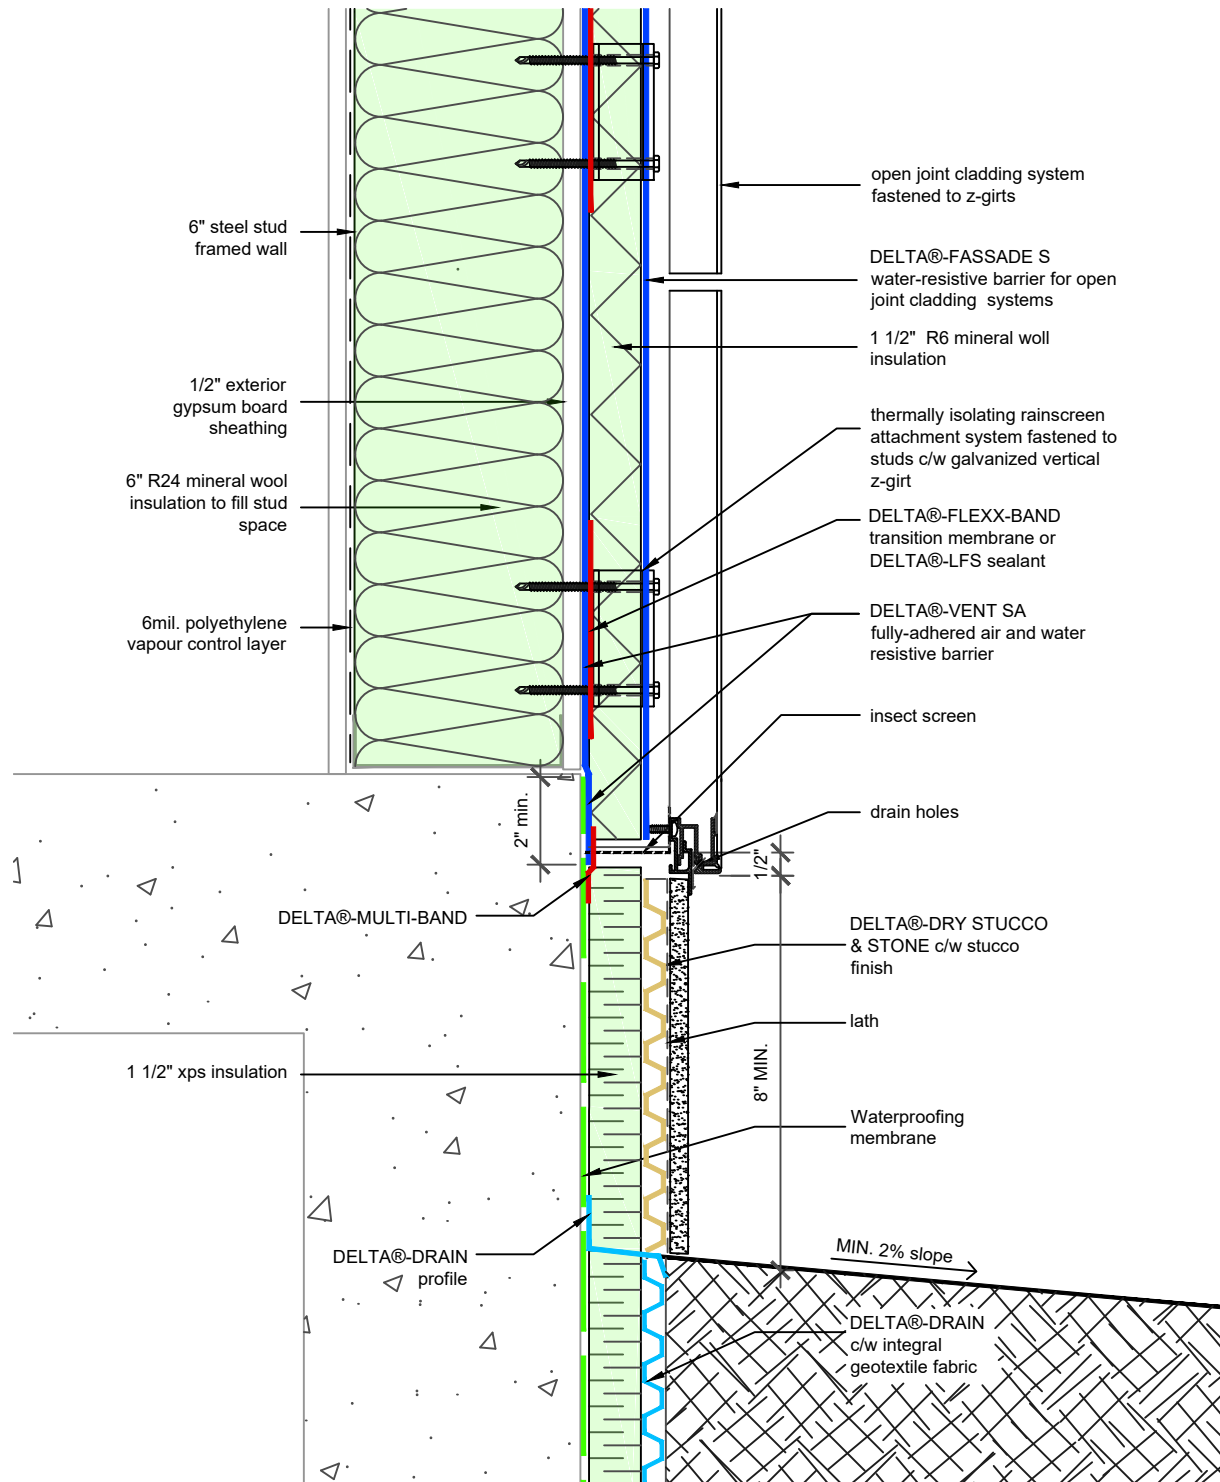 6" steel stud
framed wall
1/2" exterior
gypsum board
sheathing
6" R24 mineral wool
insulation to fill stud
space
6mil. polyethylene
vapour control layer
2" min.
DELTA®-MULTI-BAND
1 1/2" xps insulation
DELTA®-DRAIN
profile
open joint cladding system
fastened to z-girts
DELTA®-FASSADE S
water-resistive barrier for open
joint cladding systems
1 1/2" R6 mineral woll
insulation
thermally isolating rainscreen
attachment system fastened to
studs c/w galvanized vertical
z-girt
DELTA®-FLEXX-BAND
transition membrane or
DELTA®-LFS sealant
DELTA®-VENT SA
fully-adhered air and water
resistive barrier
insect screen
drain holes
1/2"
DELTA®-DRY STUCCO
& STONE c/w stucco
finish
lath
8" MIN.
Waterproofing
membrane
MIN. 2% slope
DELTA®-DRAIN
c/w integral
geotextile fabric